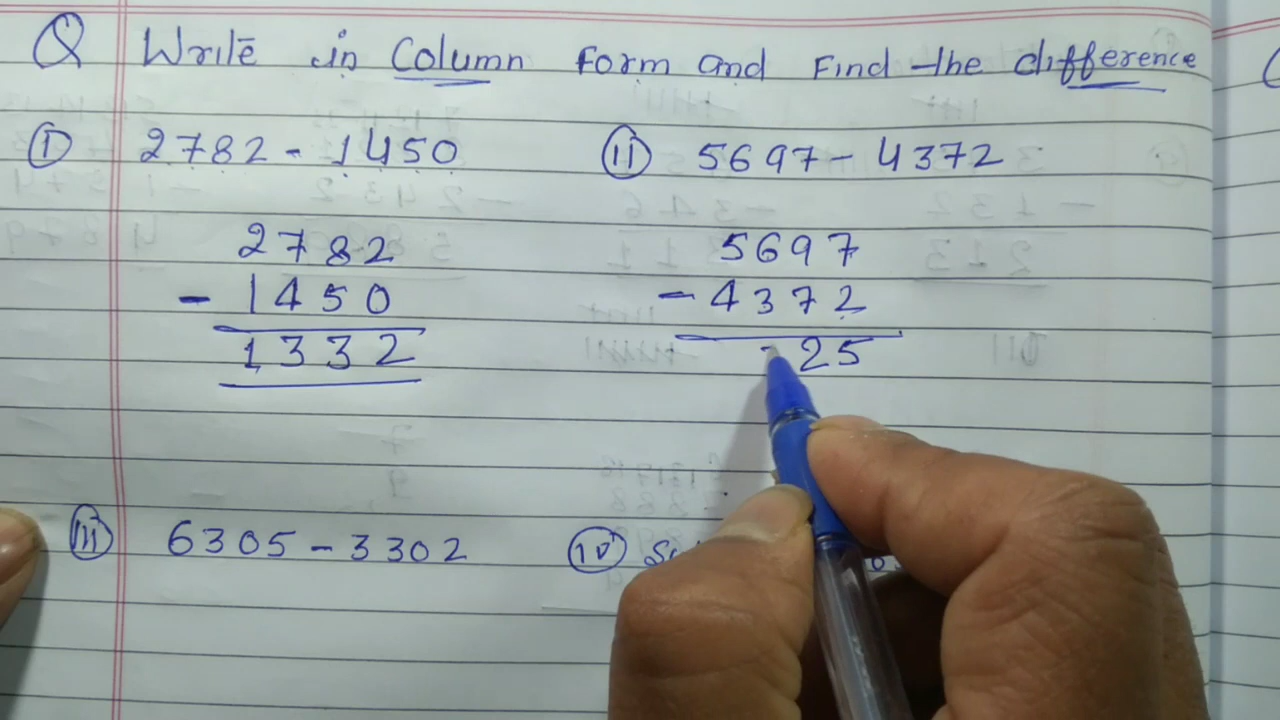 Q Write in Column Form and Find the difference
(I) 2782 - 1450
(II) 5697 - 4372
2782
- 1450
1332
5697
- 4372
25
(III) 6305 - 3302
(IV)